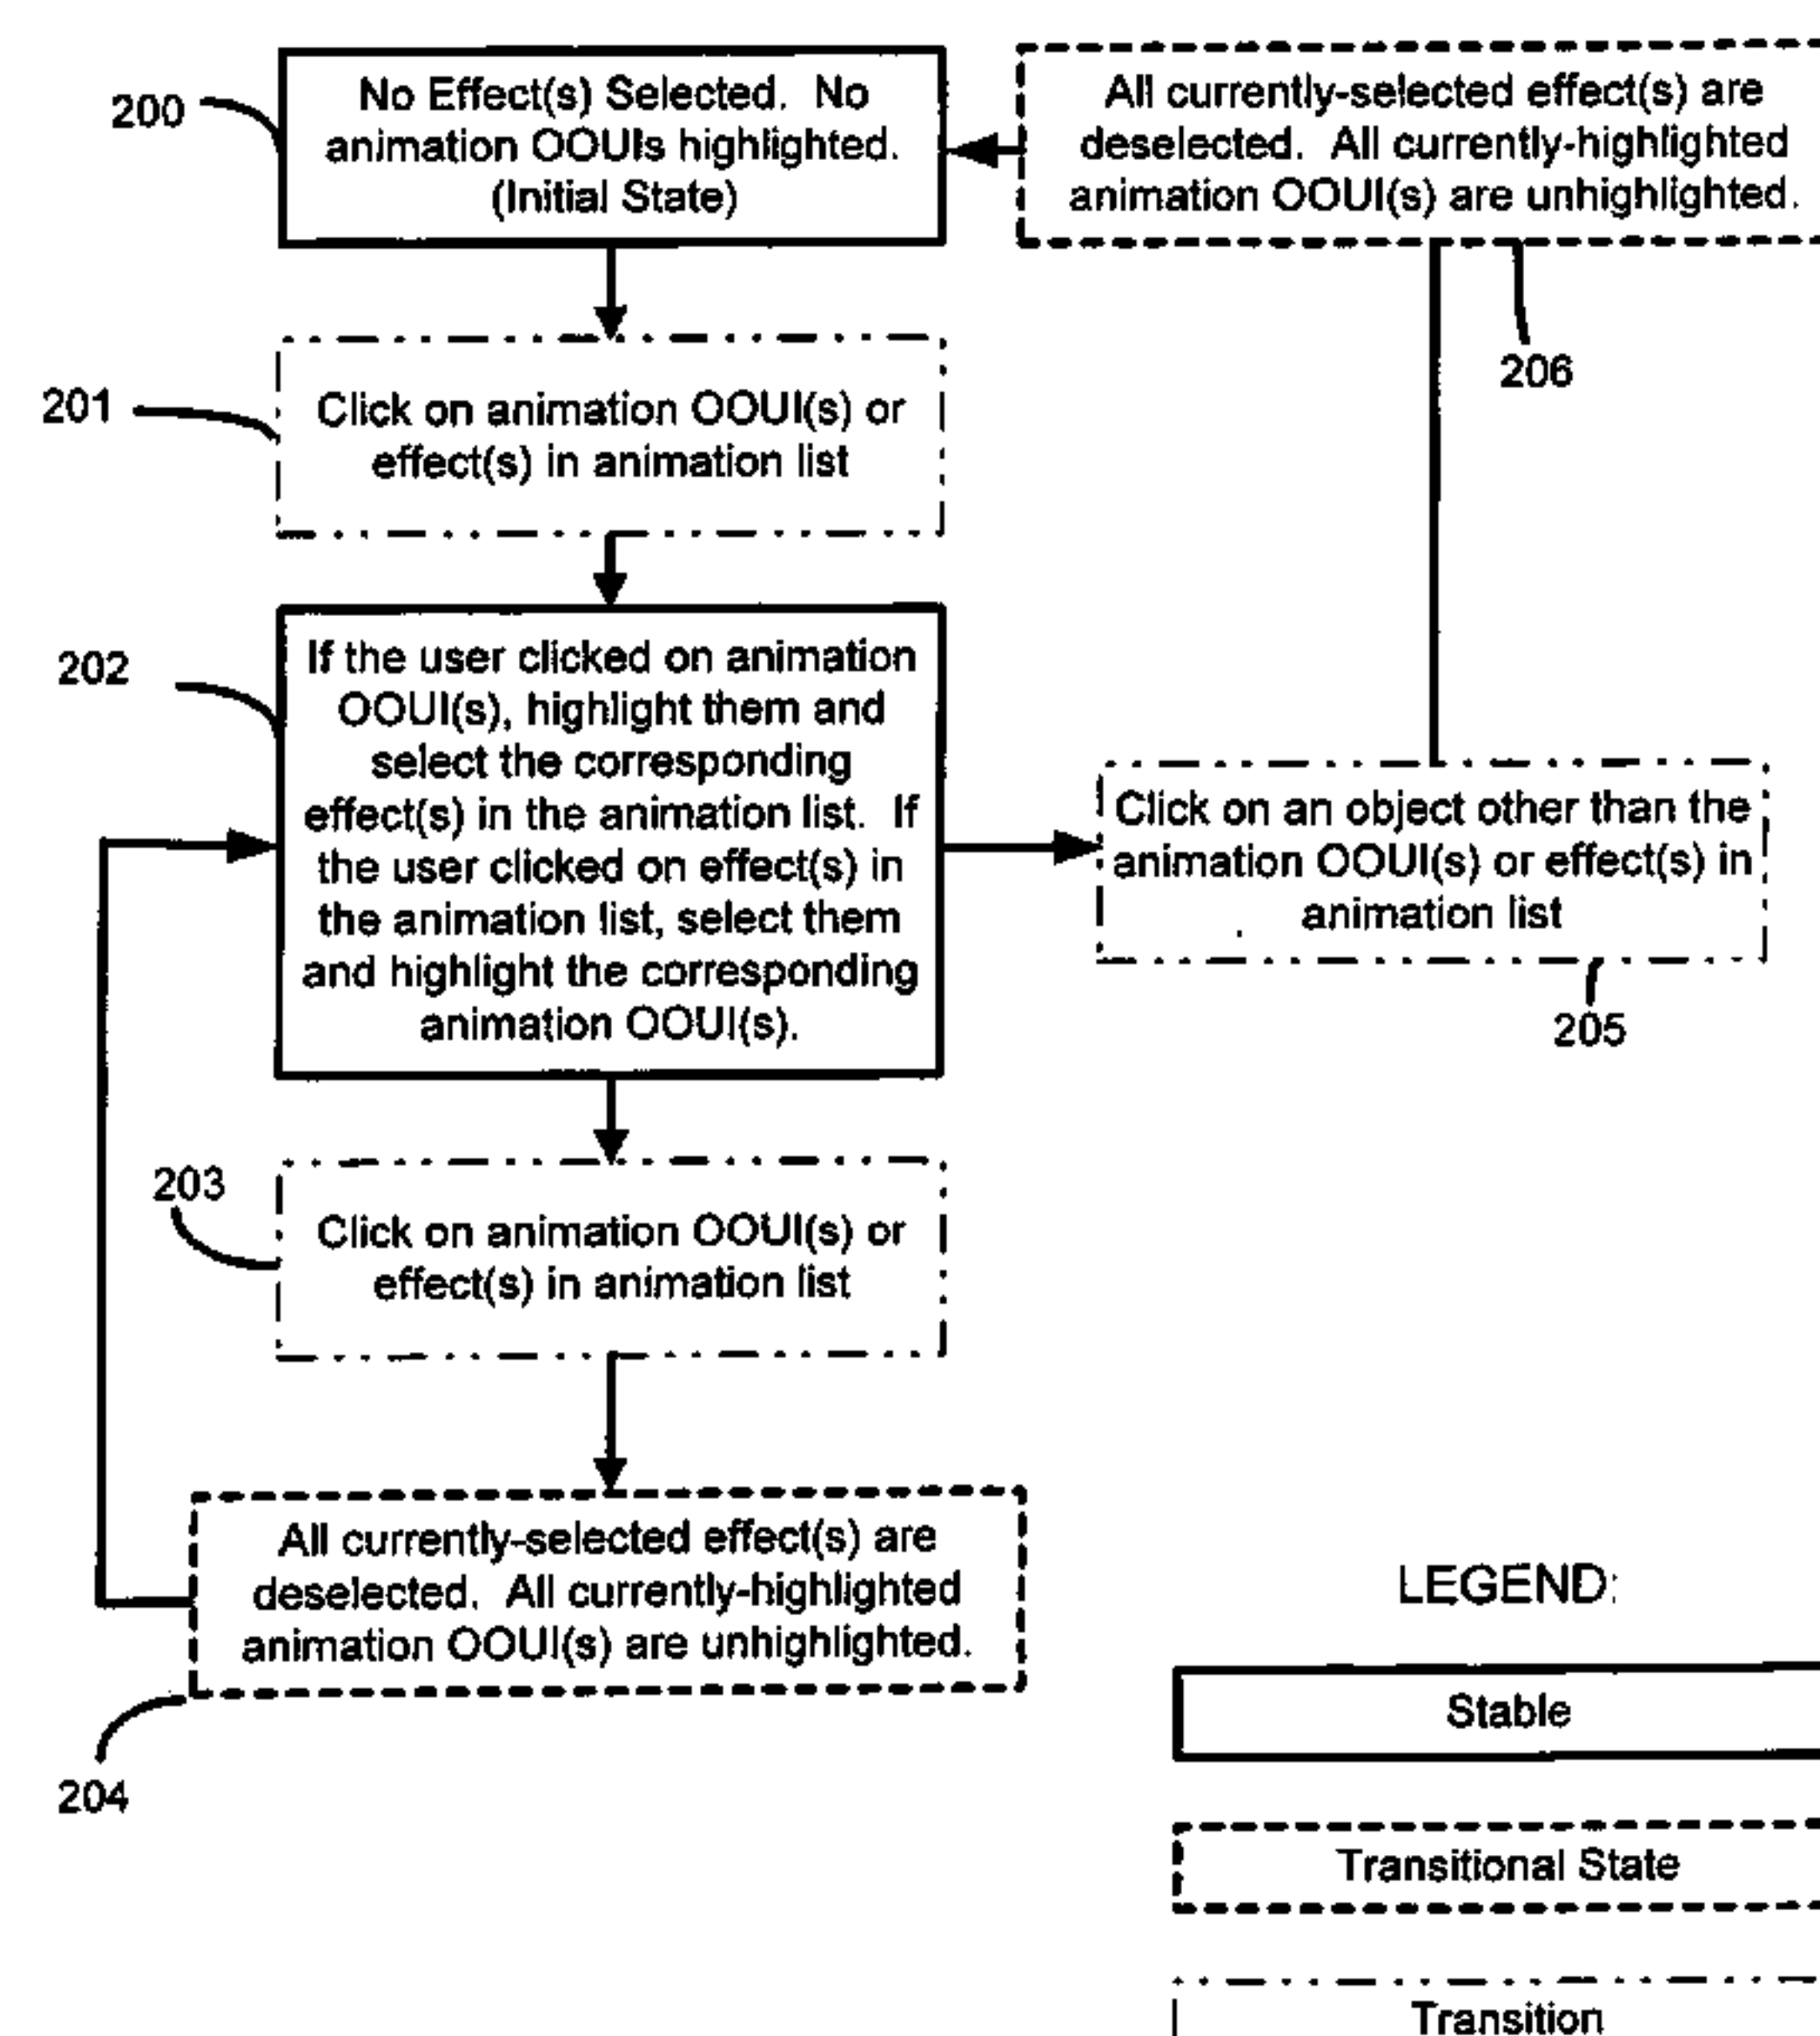 200
No Effect(s) Selected. No
animation OOUIs highlighted.
(Initial State)
All currently-selected effect(s) are
deselected. All currently-highlighted
animation OOUI(s) are unhighlighted.
206
201
Click on animation OOUI(s) or
effect(s) in animation list
202
If the user clicked on animation
OOUI(s), highlight them and
select the corresponding
effect(s) in the animation list. If
the user clicked on effect(s) in
the animation list, select them
and highlight the corresponding
animation OOUI(s).
Click on an object other than the
animation OOUI(s) or effect(s) in
animation list
205
203
Click on animation OOUI(s) or
effect(s) in animation list
All currently-selected effect(s) are
deselected. All currently-highlighted
animation OOUI(s) are unhighlighted.
204
LEGEND:
Stable
Transitional State
Transition